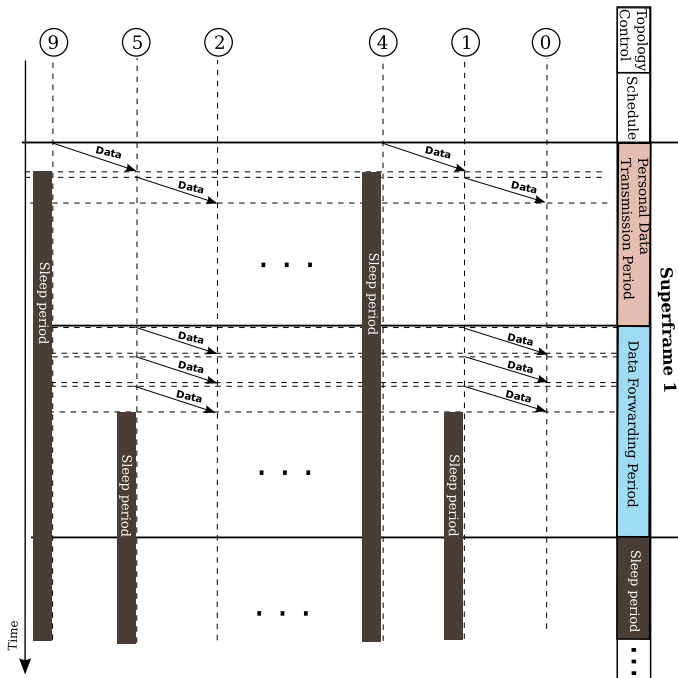 9
5
2
4
1
0
Topology
Control
Schedule
Data
Data
Data
Data
Personal Data
Transmission Period
Sleep period
. . .
Sleep period
Superframe 1
Data
Data
Data
Data
Data
Data
Data Forwarding Period
Sleep period
. . .
Sleep period
Sleep period
. . .
Time
. . .